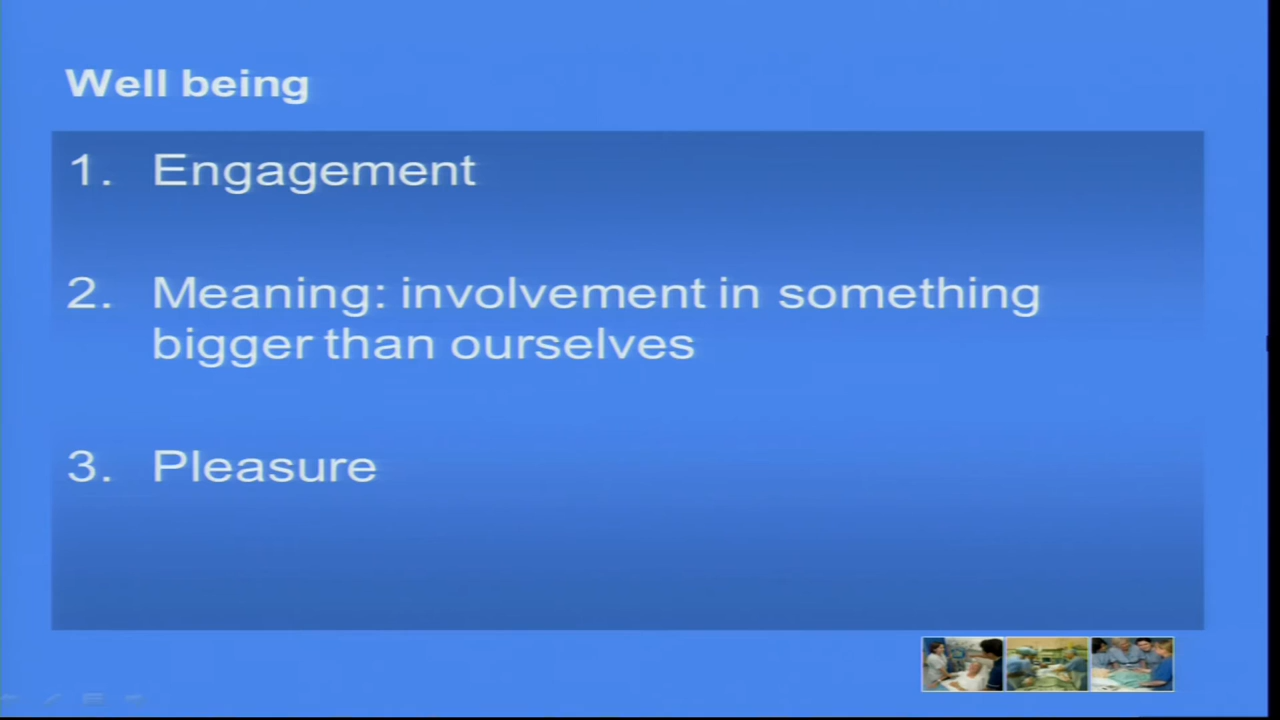 Well being
1. Engagement
2. Meaning: involvement in something
bigger than ourselves
3. Pleasure